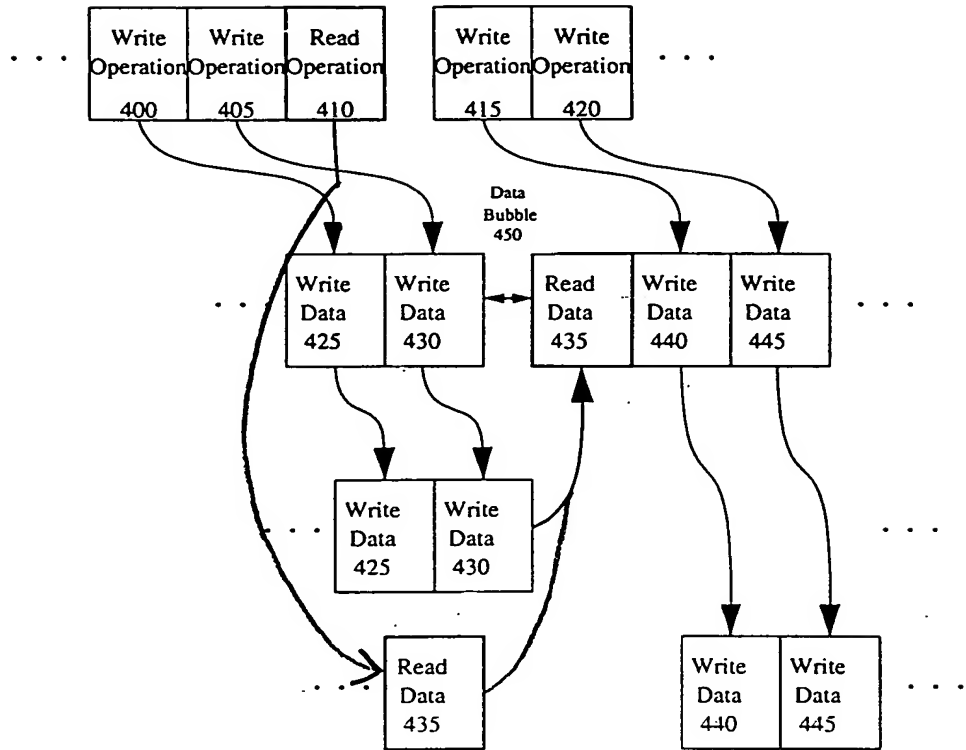 Write Write Read
Operation Operation Operation
400 405 410
Write Write
Operation Operation
415 420
Data
Bubble
450
Write Write
Data Data
425 430
Read Write Write
Data Data Data
435 440 445
Write Write
Data Data
425 430
Read
Data
435
Write Write
Data Data
440 445